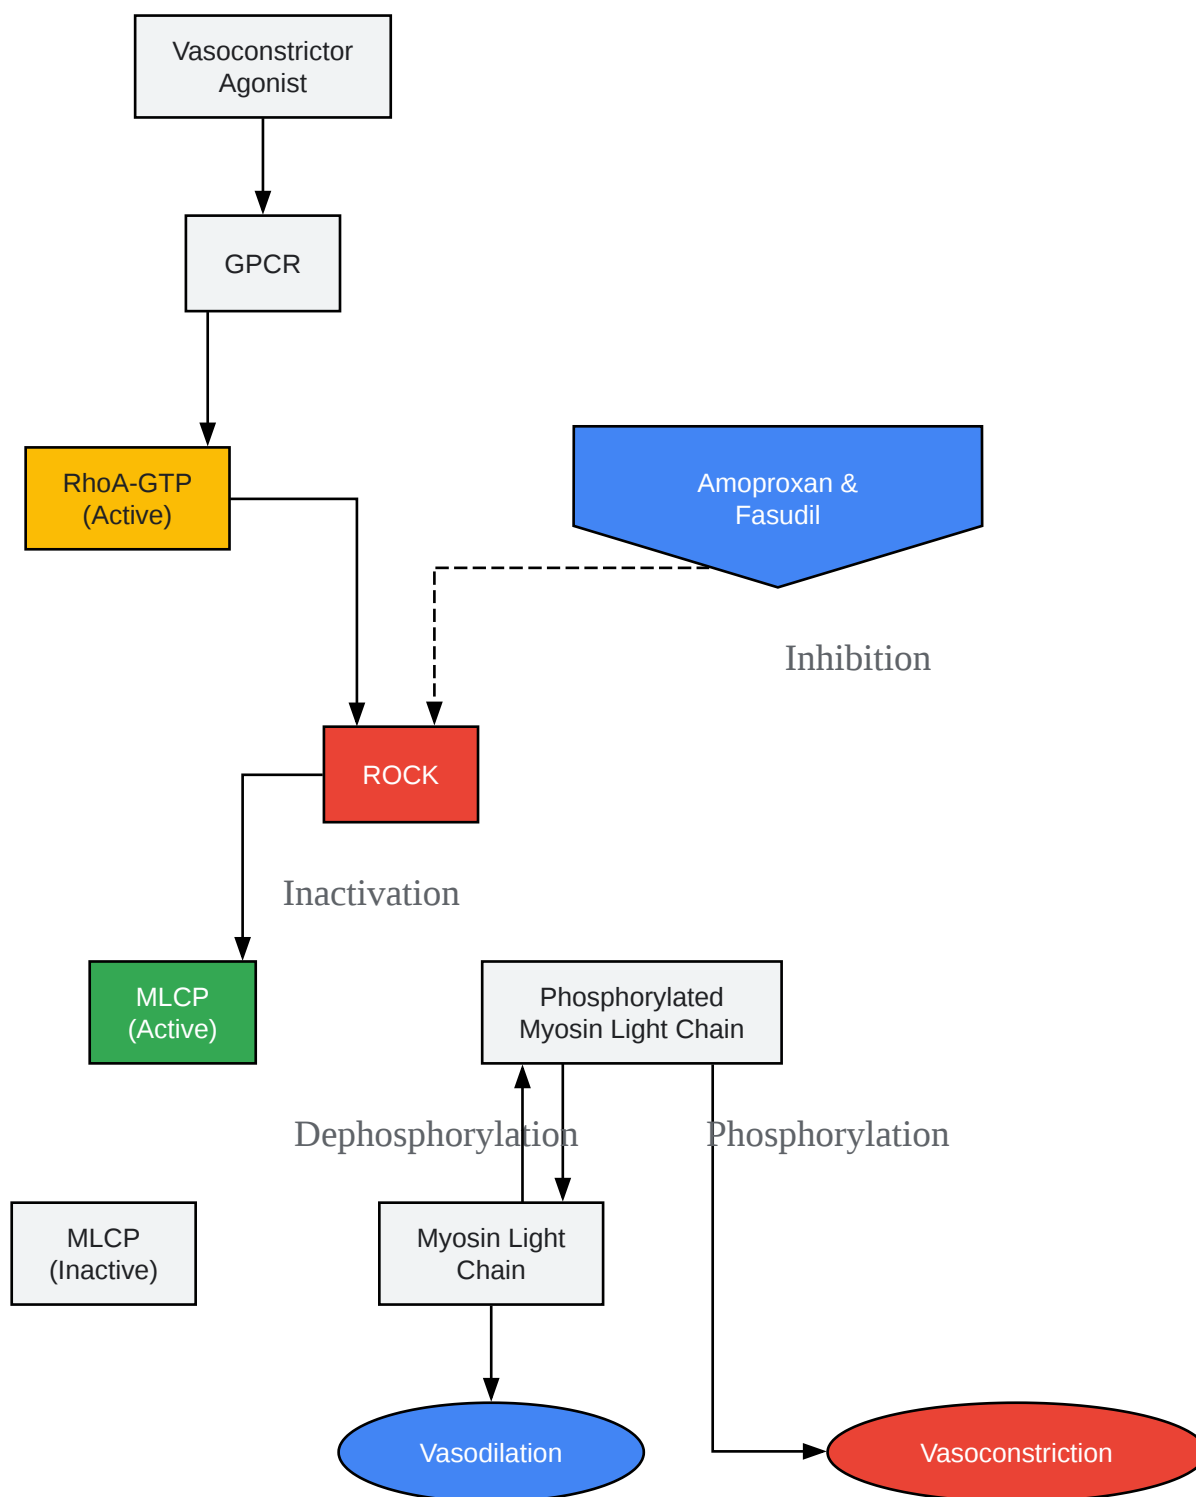 Vasoconstrictor
Agonist
GPCR
RhoA-GTP
(Active)
Amoproxan &
Fasudil
Inhibition
ROCK
Inactivation
MLCP
(Active)
Phosphorylated
Myosin Light Chain
Dephosphorylation
Phosphorylation
MLCP
(Inactive)
Myosin Light
Chain
Vasodilation
Vasoconstriction